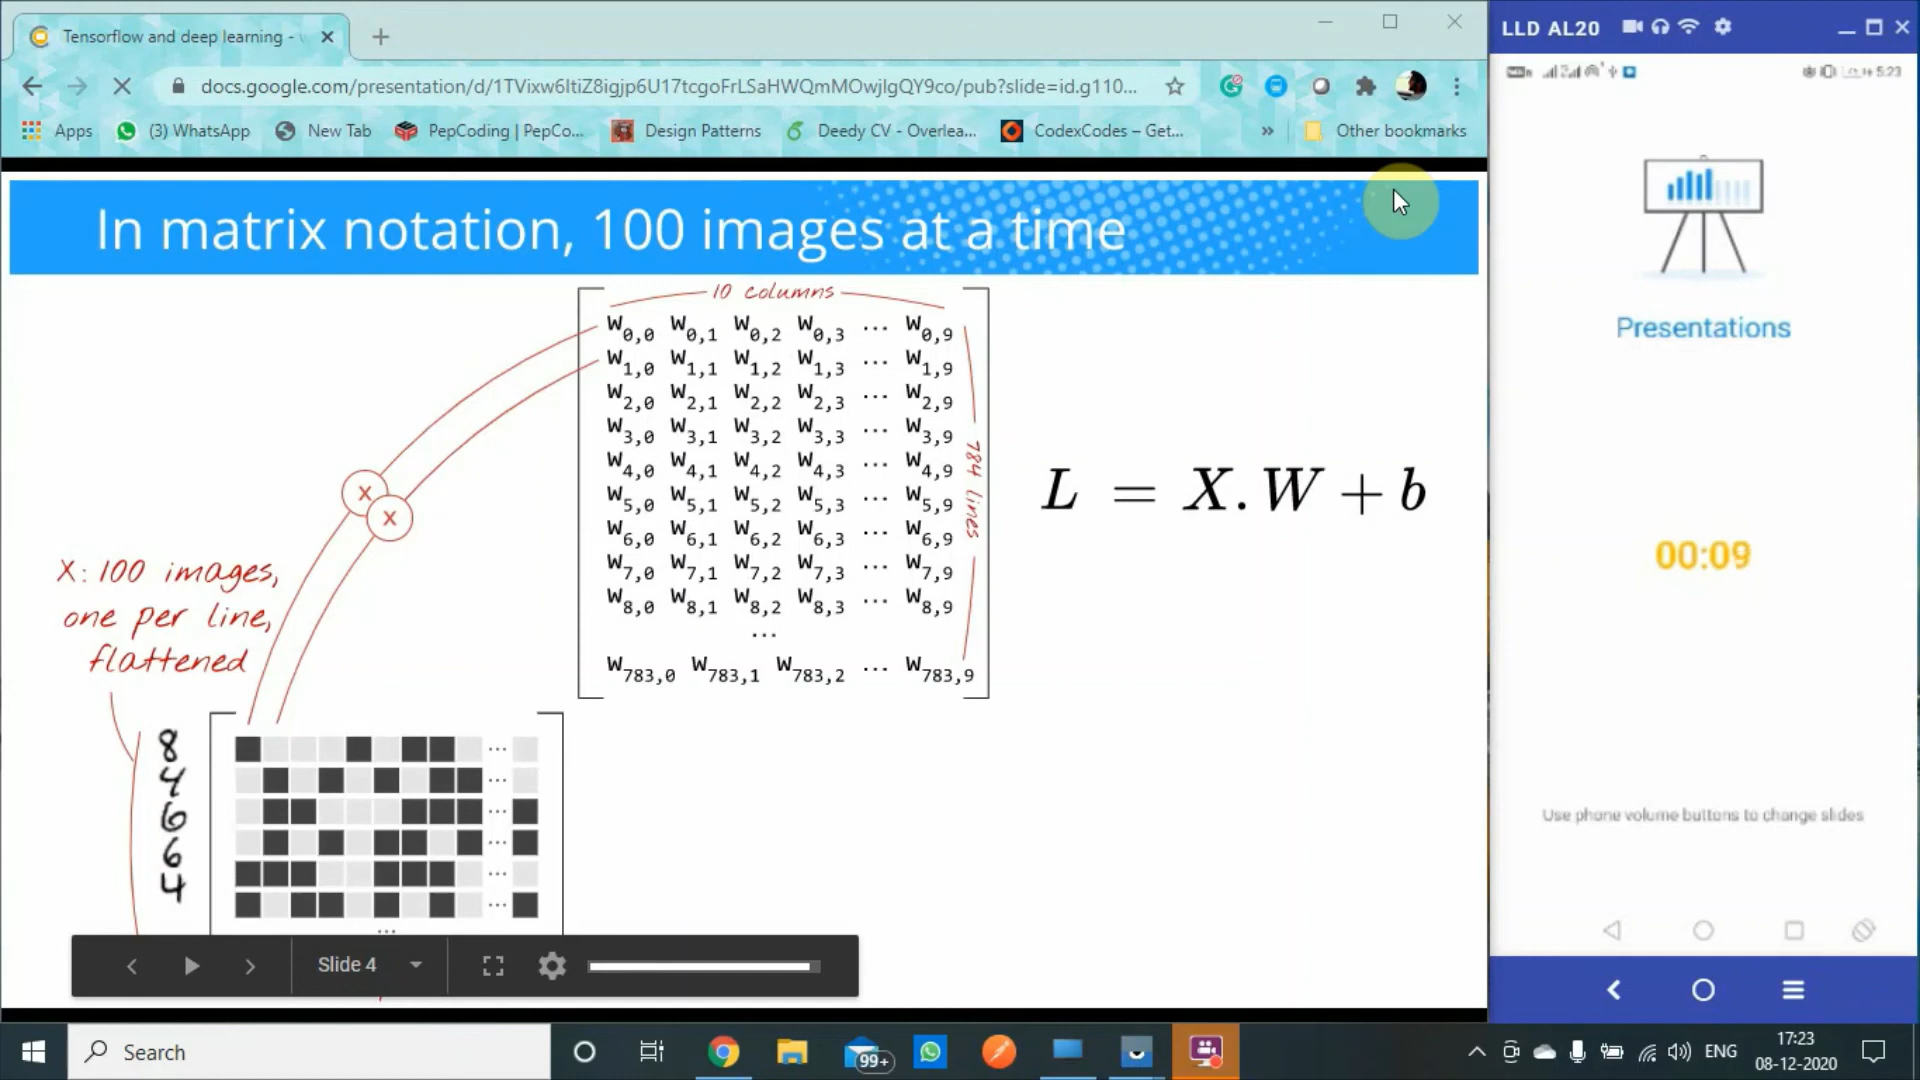 Tensorflow and deep learning -
docs.google.com/presentation/d/1TVixw6ItiZ8igjp6U17tcgoFrLSaHWQmMOwjlgQY9co/pub?slide=id.g110...
Apps
(3) WhatsApp
New Tab
PepCoding | PepCo...
Design Patterns
Deedy CV - Overlea...
CodexCodes – Get...
»
Other bookmarks
In matrix notation, 100 images at a time
10 columns
W0,0 W0,1 W0,2 W0,3 ... W0,9
W1,0 W1,1 W1,2 W1,3 ... W1,9
W2,0 W2,1 W2,2 W2,3 ... W2,9
W3,0 W3,1 W3,2 W3,3 ... W3,9
W4,0 W4,1 W4,2 W4,3 ... W4,9
W5,0 W5,1 W5,2 W5,3 ... W5,9
W6,0 W6,1 W6,2 W6,3 ... W6,9
W7,0 W7,1 W7,2 W7,3 ... W7,9
W8,0 W8,1 W8,2 W8,3 ... W8,9
...
W783,0 W783,1 W783,2 ... W783,9
784 lines
L = X.W + b
x
x
X: 100 images,
one per line,
flattened
8
4
6
6
4
...
...
...
...
...
...
...
Slide 4
LLD AL20
5:23
Presentations
00:09
Use phone volume buttons to change slides
Search
99+
ENG
17:23
08-12-2020